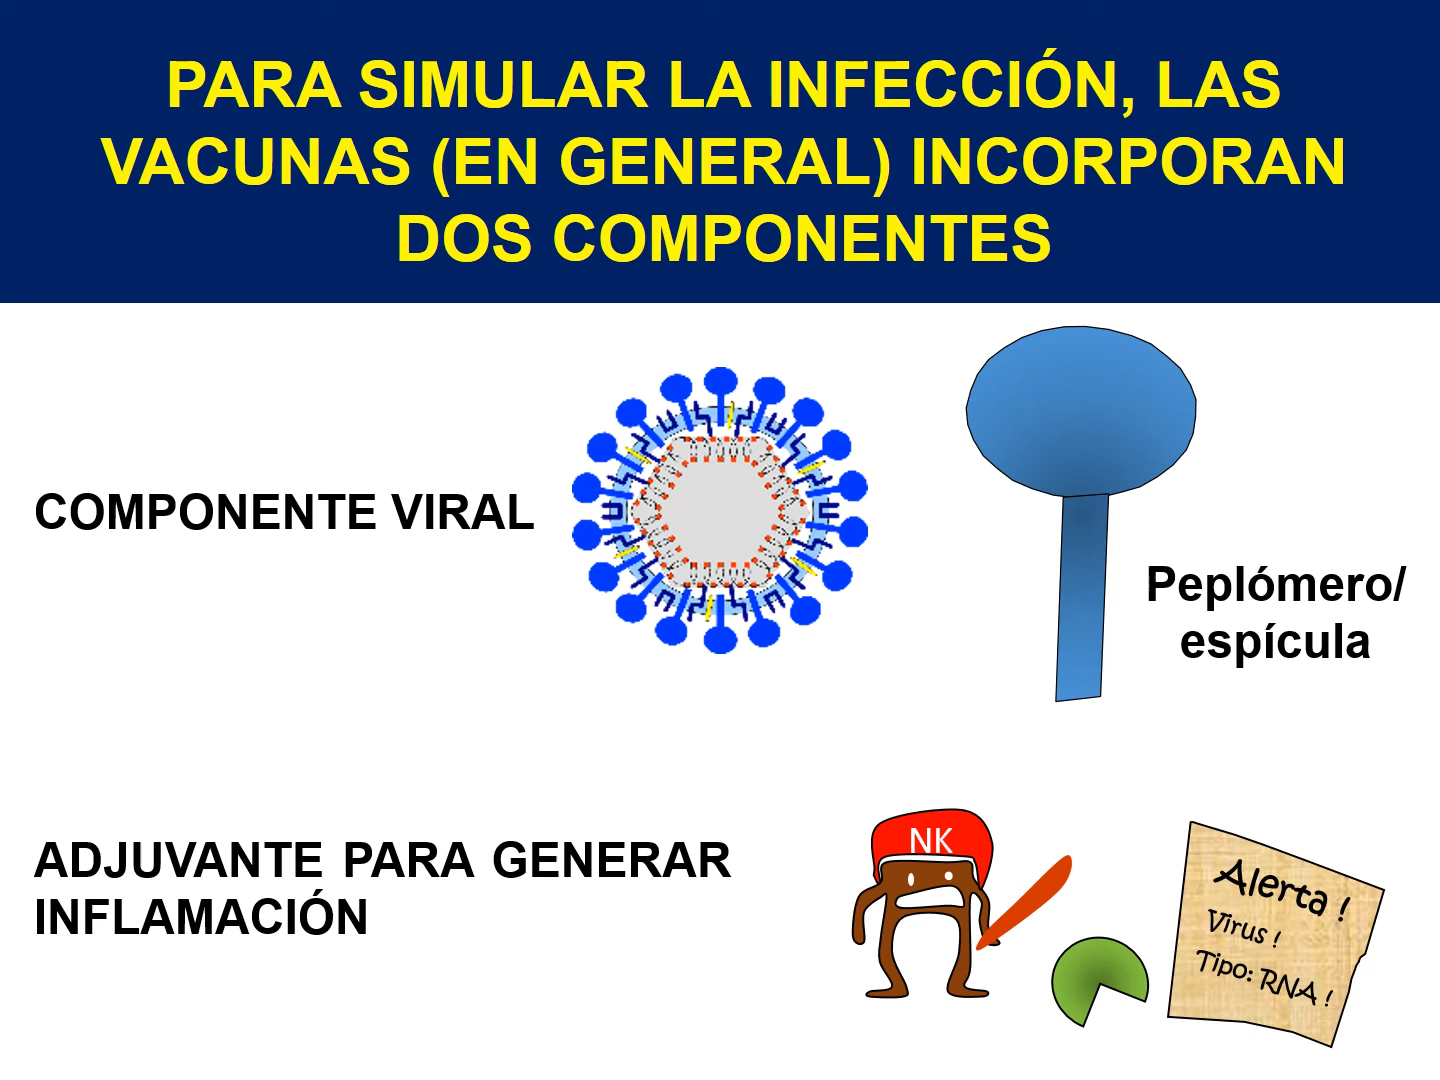 PARA SIMULAR LA INFECCIÓN, LAS
VACUNAS (EN GENERAL) INCORPORAN
DOS COMPONENTES
COMPONENTE VIRAL
Peplómero/
espícula
ADJUVANTE PARA GENERAR
INFLAMACIÓN
NK
Alerta !
Virus !
Tipo: RNA !